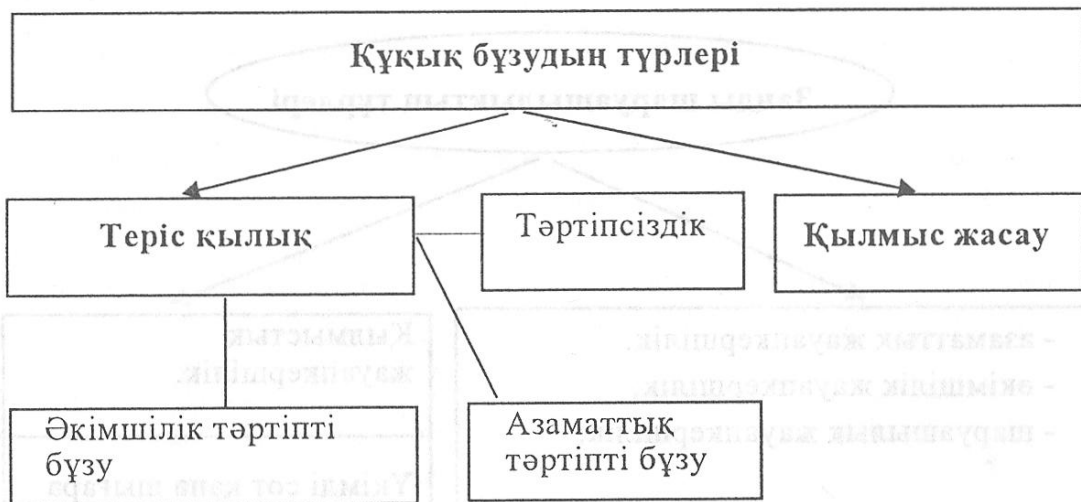 Құқық бұзудың түрлері
Теріс қылық
Тәртіпсіздік
Қылмыс жасау
Әкімшілік тәртіпті
бұзу
Азаматтық
тәртіпті бұзу